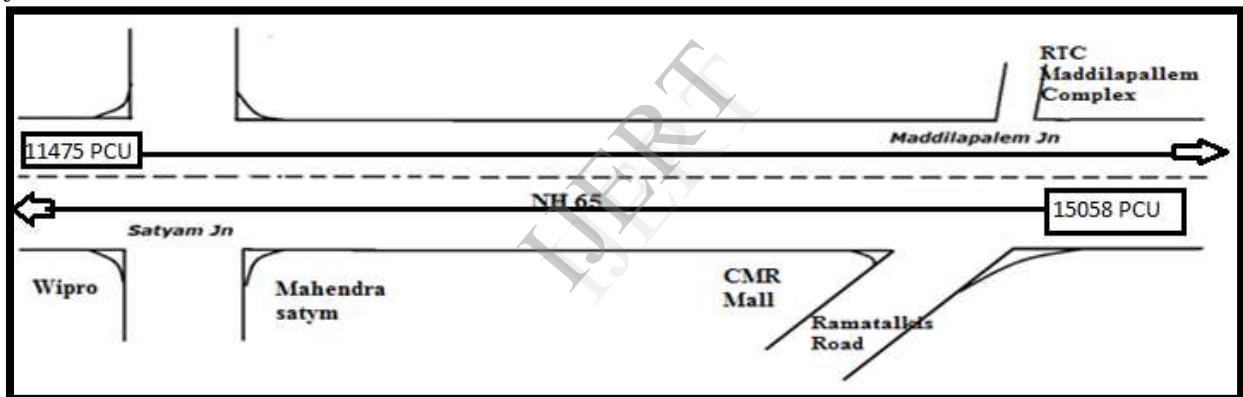 RTC
Maddilapallem
Complex
Maddilapalem Jn
11475 PCU
NH 65
15058 PCU
Satyam Jn
Wipro
Mahendra
satym
CMR
Mall
Road
IJERT